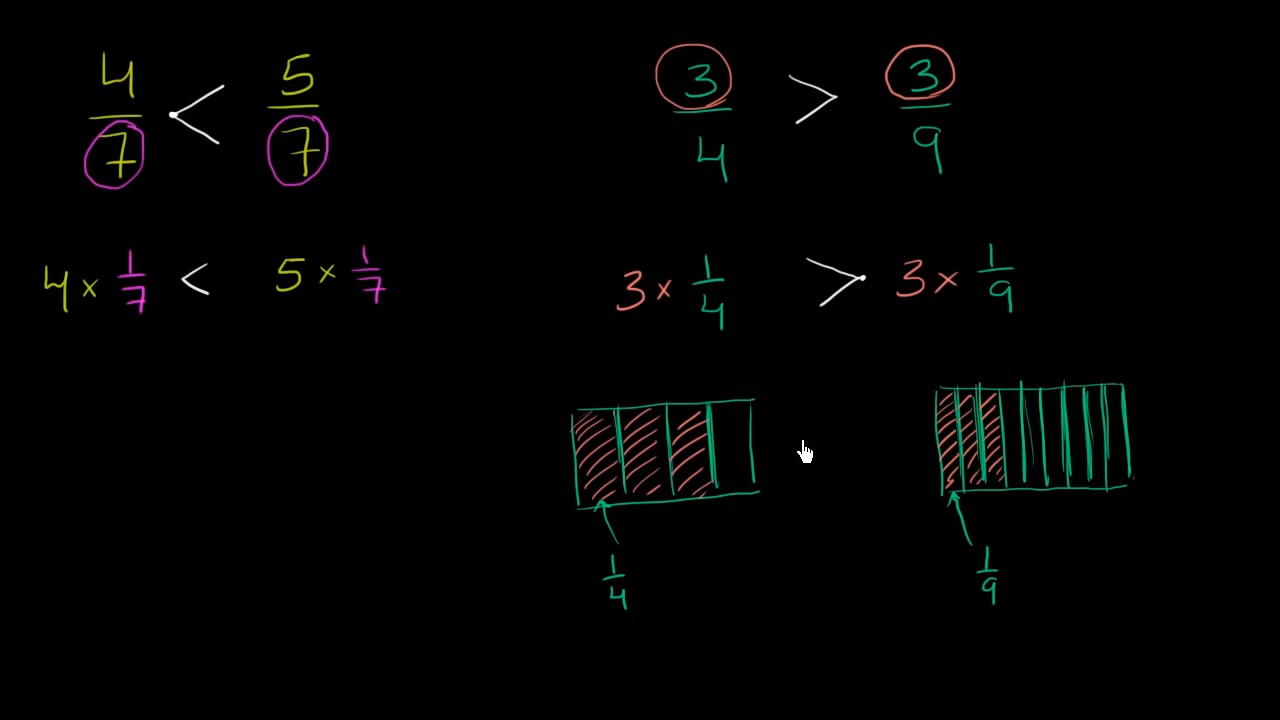 4/7 < 5/7
3/4 > 3/9
4 × 1/7 < 5 × 1/7
3 × 1/4 > 3 × 1/9
1/4
1/9